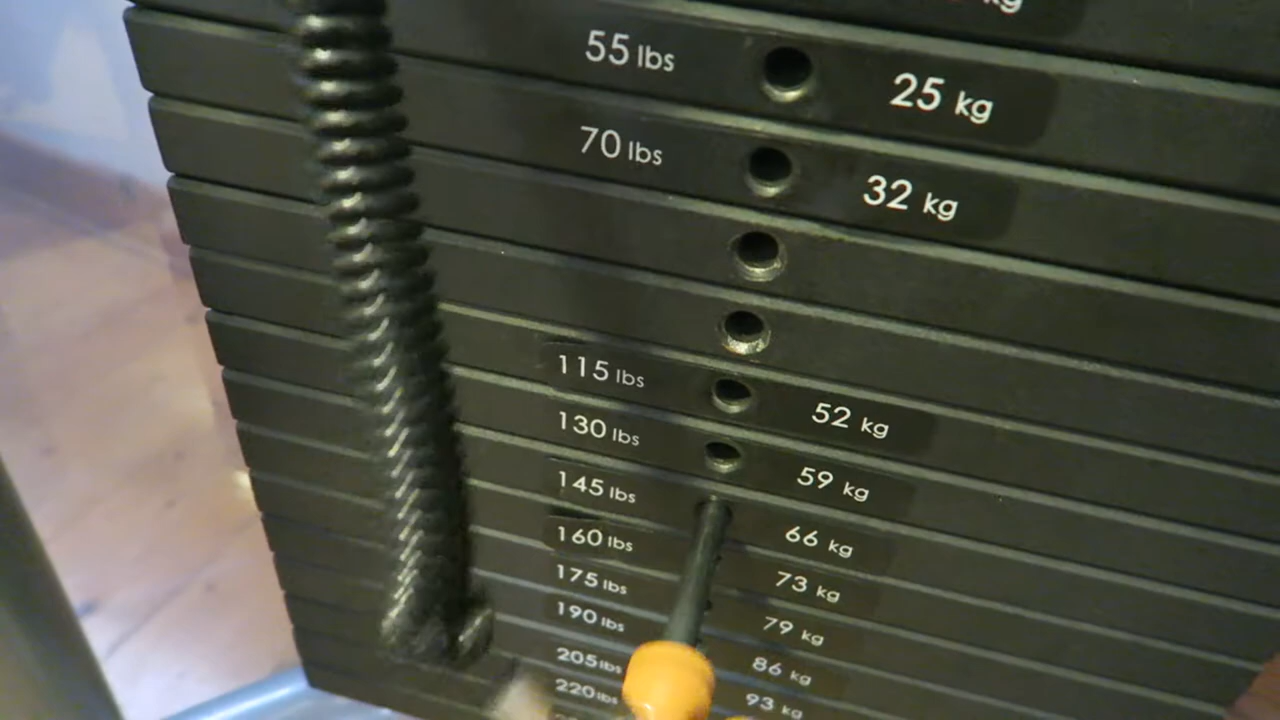 kg
55 lbs 25 kg
70 lbs 32 kg
115 lbs 52 kg
130 lbs 59 kg
145 lbs 66 kg
160 lbs 73 kg
175 lbs 79 kg
190 lbs 86 kg
205 lbs 93 kg
220 lbs